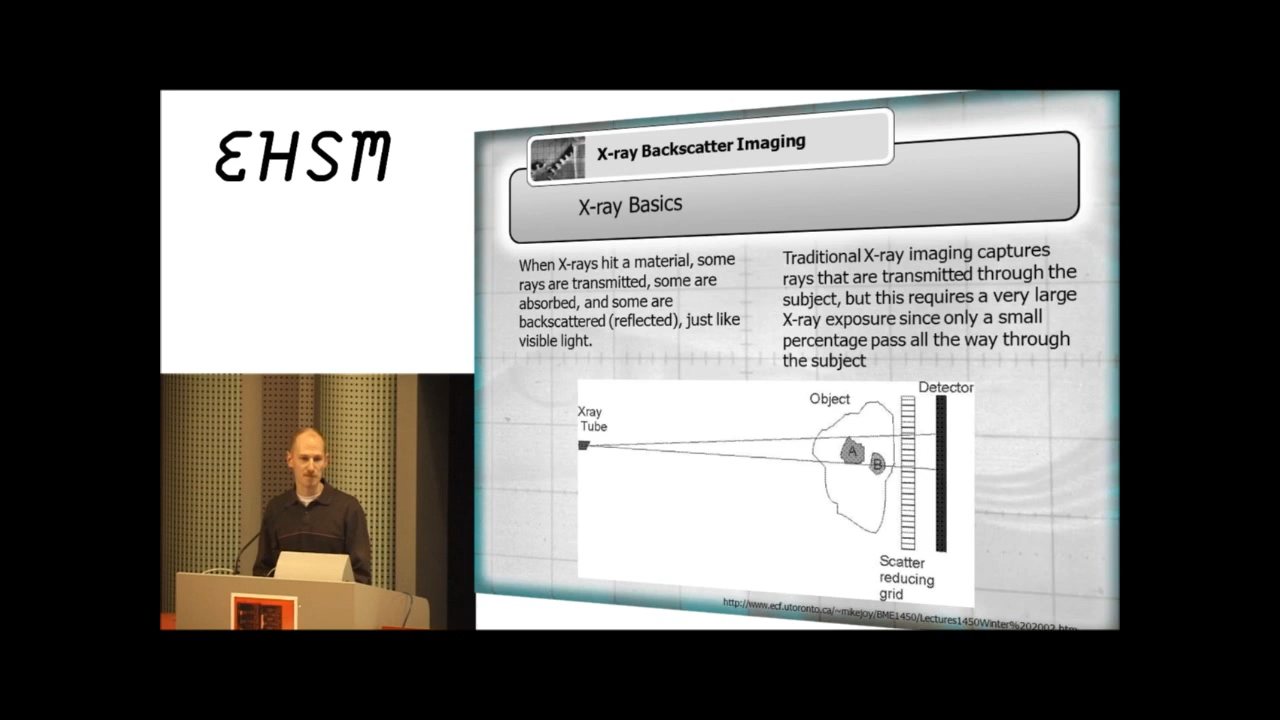 EHSM
X-ray Backscatter Imaging
X-ray Basics
When X-rays hit a material, some
rays are transmitted, some are
absorbed, and some are
backscattered (reflected), just like
visible light.
Traditional X-ray imaging captures
rays that are transmitted through the
subject, but this requires a very large
X-ray exposure since only a small
percentage pass all the way through
the subject
Xray
Tube
Object
Detector
A
B
Scatter
reducing
grid
http://www.ecf.utoronto.ca/~mikejoy/BME1450/Lectures1450Winter%202002.htm